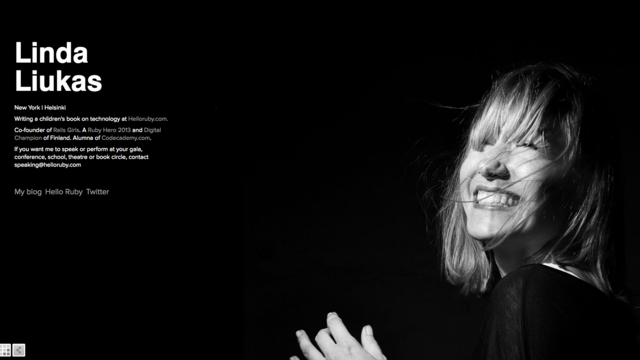 Linda
Liukas
New York | Helsinki
Writing a children's book on technology at Helloruby.com.
Co-founder of Rails Girls. A Ruby Hero 2013 and Digital
Champion of Finland. Alumna of Codecademy.com.
If you want me to speak or perform at your gala,
conference, school, theatre or book circle, contact
speaking@helloruby.com
My blog Hello Ruby Twitter